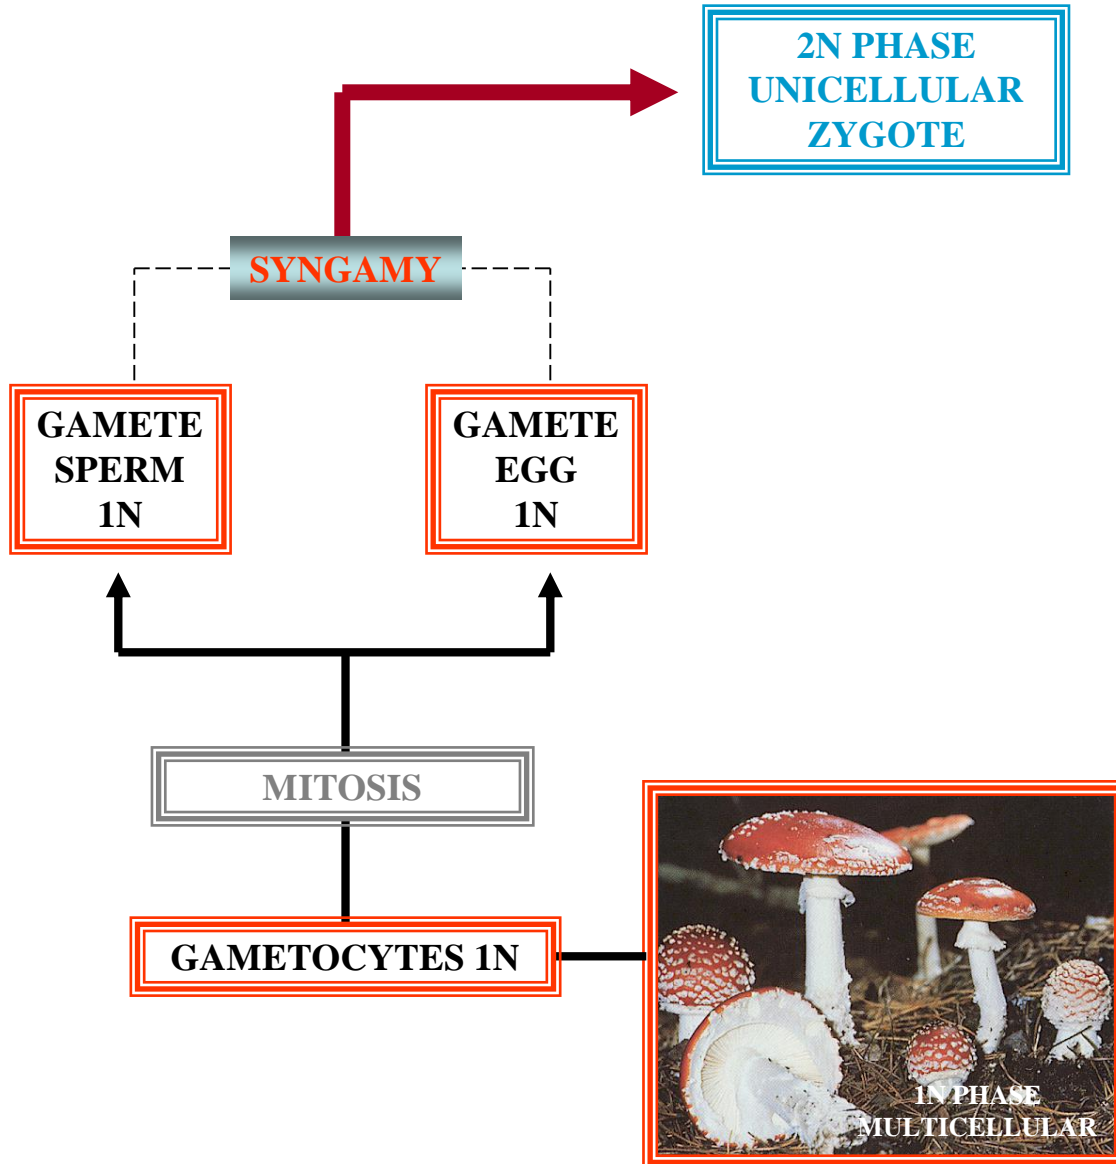 2N PHASE
UNICELLULAR
ZYGOTE
SYNGAMY
GAMETE
SPERM
1N
GAMETE
EGG
1N
MITOSIS
GAMETOCYTES 1N
1N PHASE
MULTICELLULAR